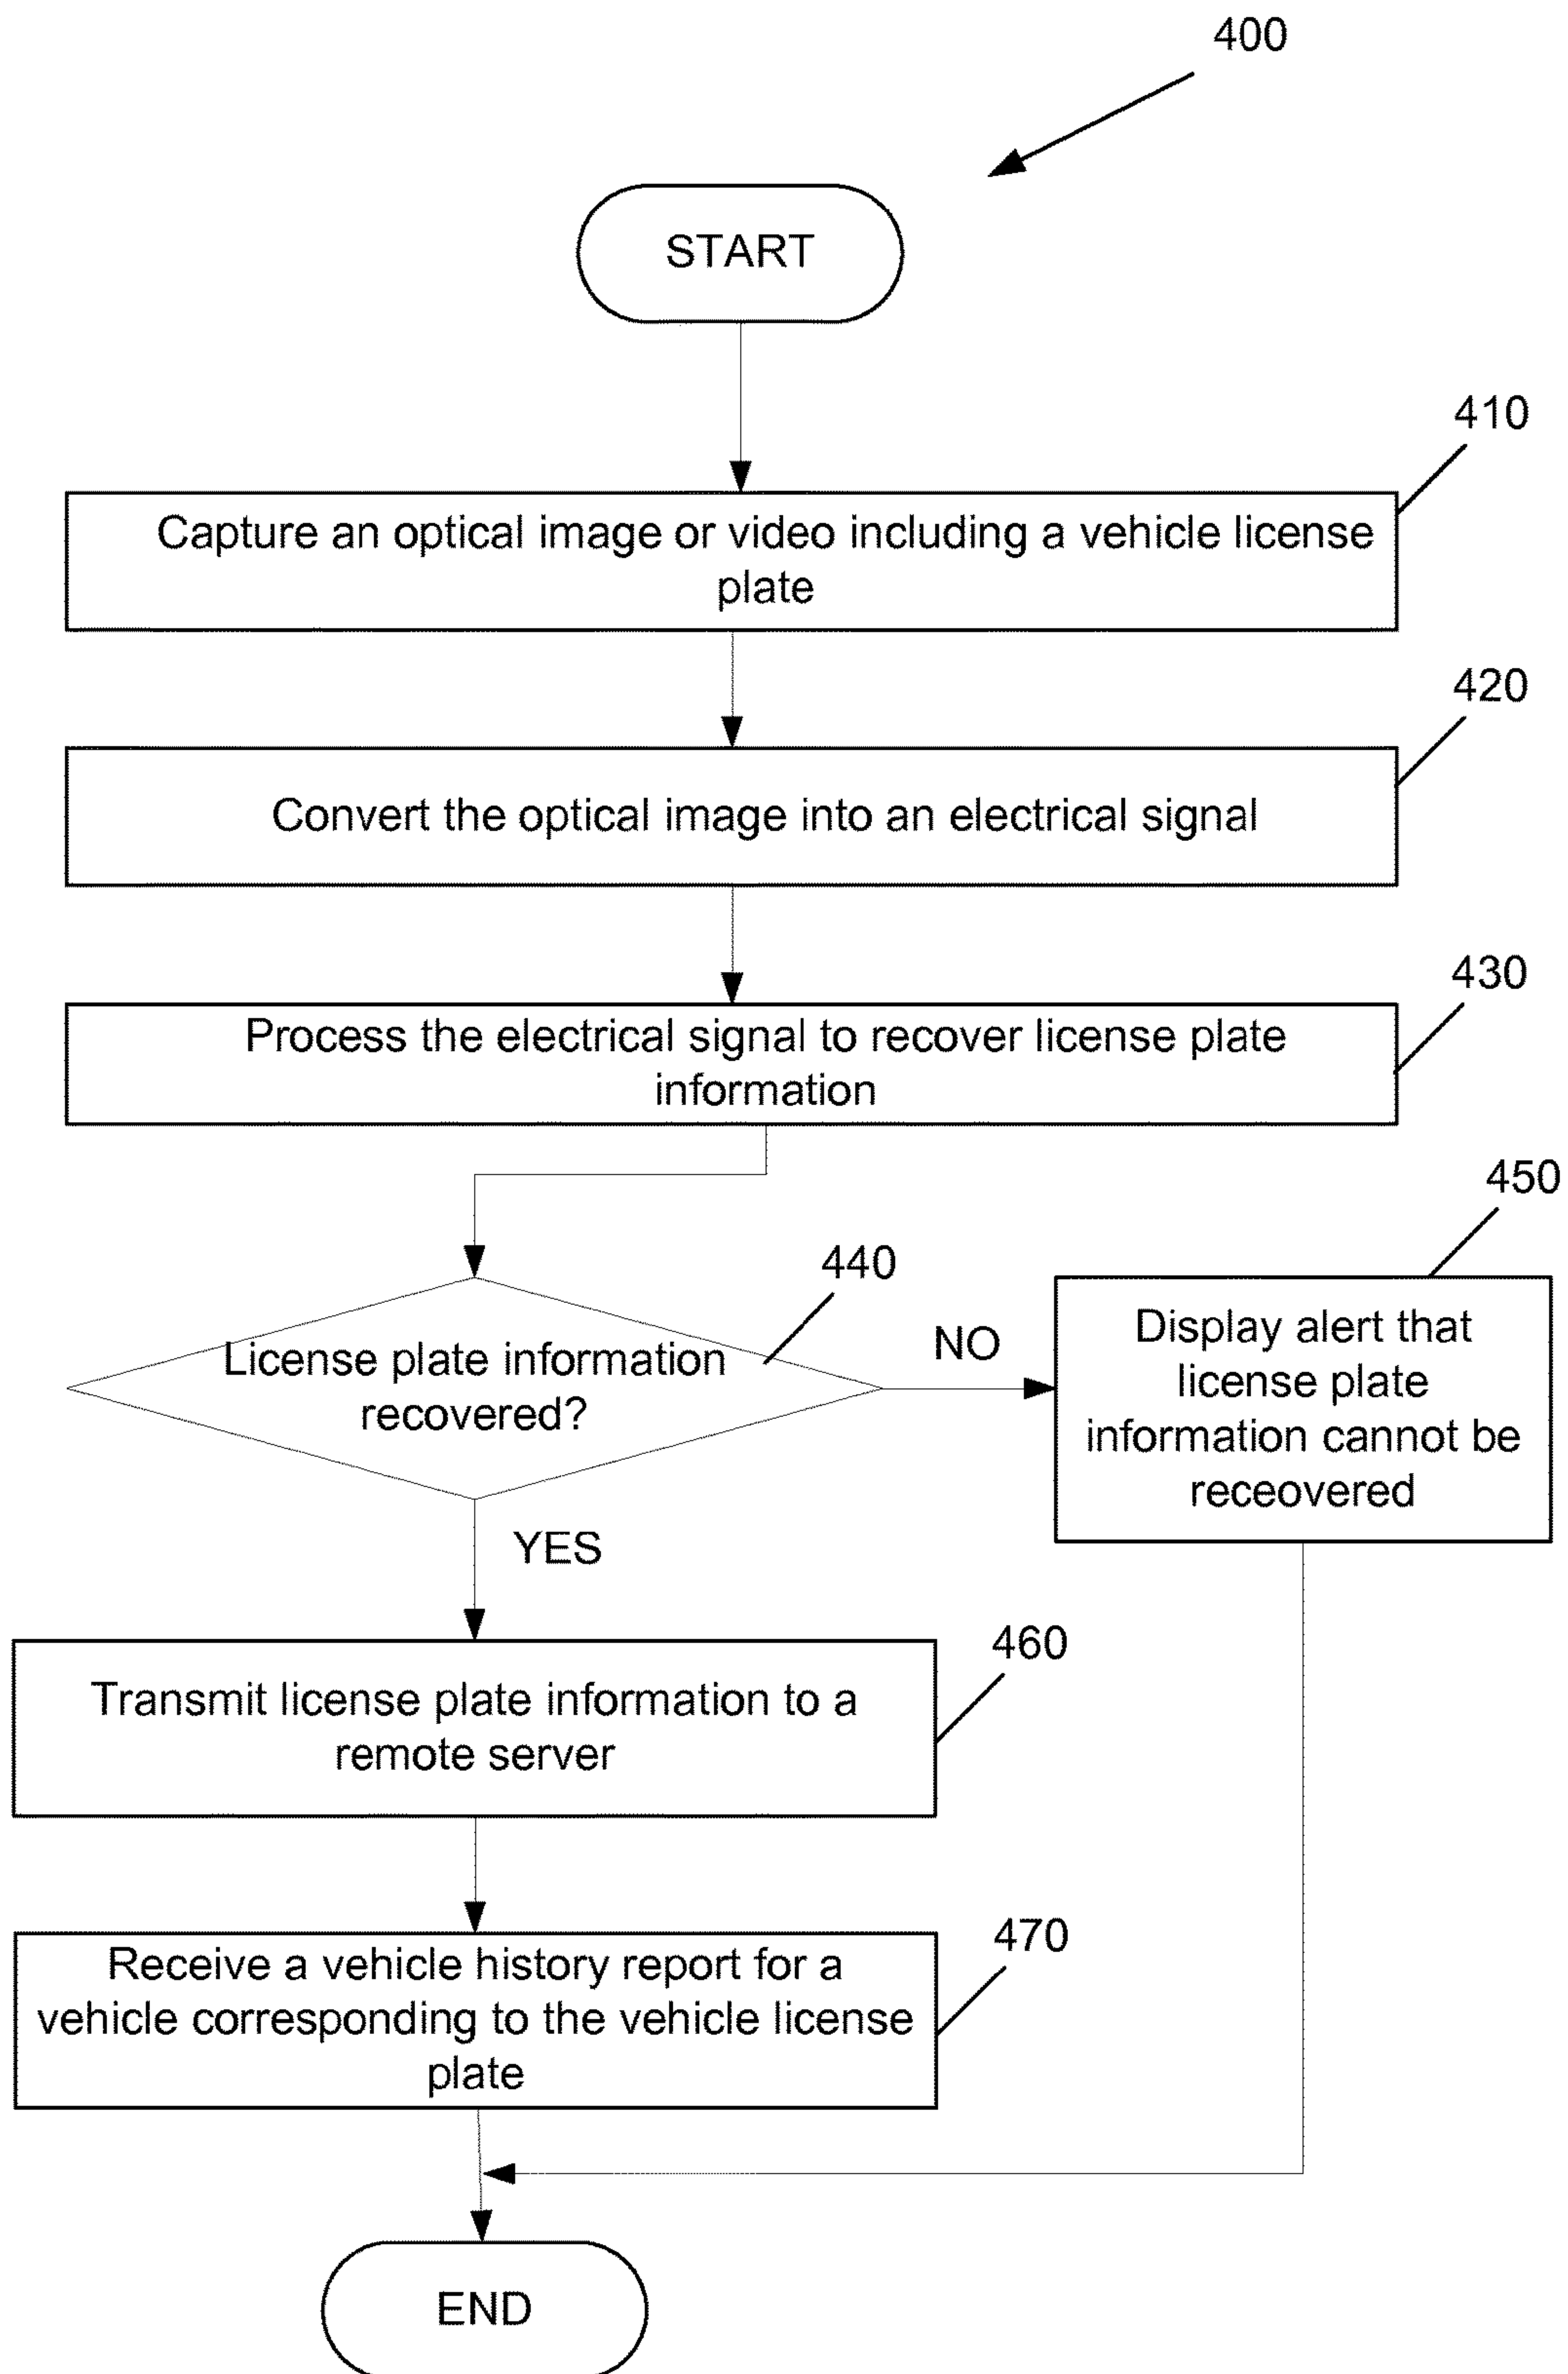 400
START
410
Capture an optical image or video including a vehicle license
plate
420
Convert the optical image into an electrical signal
430
Process the electrical signal to recover license plate
information
440
License plate information
recovered?
NO
450
Display alert that
license plate
information cannot be
receovered
YES
460
Transmit license plate information to a
remote server
470
Receive a vehicle history report for a
vehicle corresponding to the vehicle license
plate
END